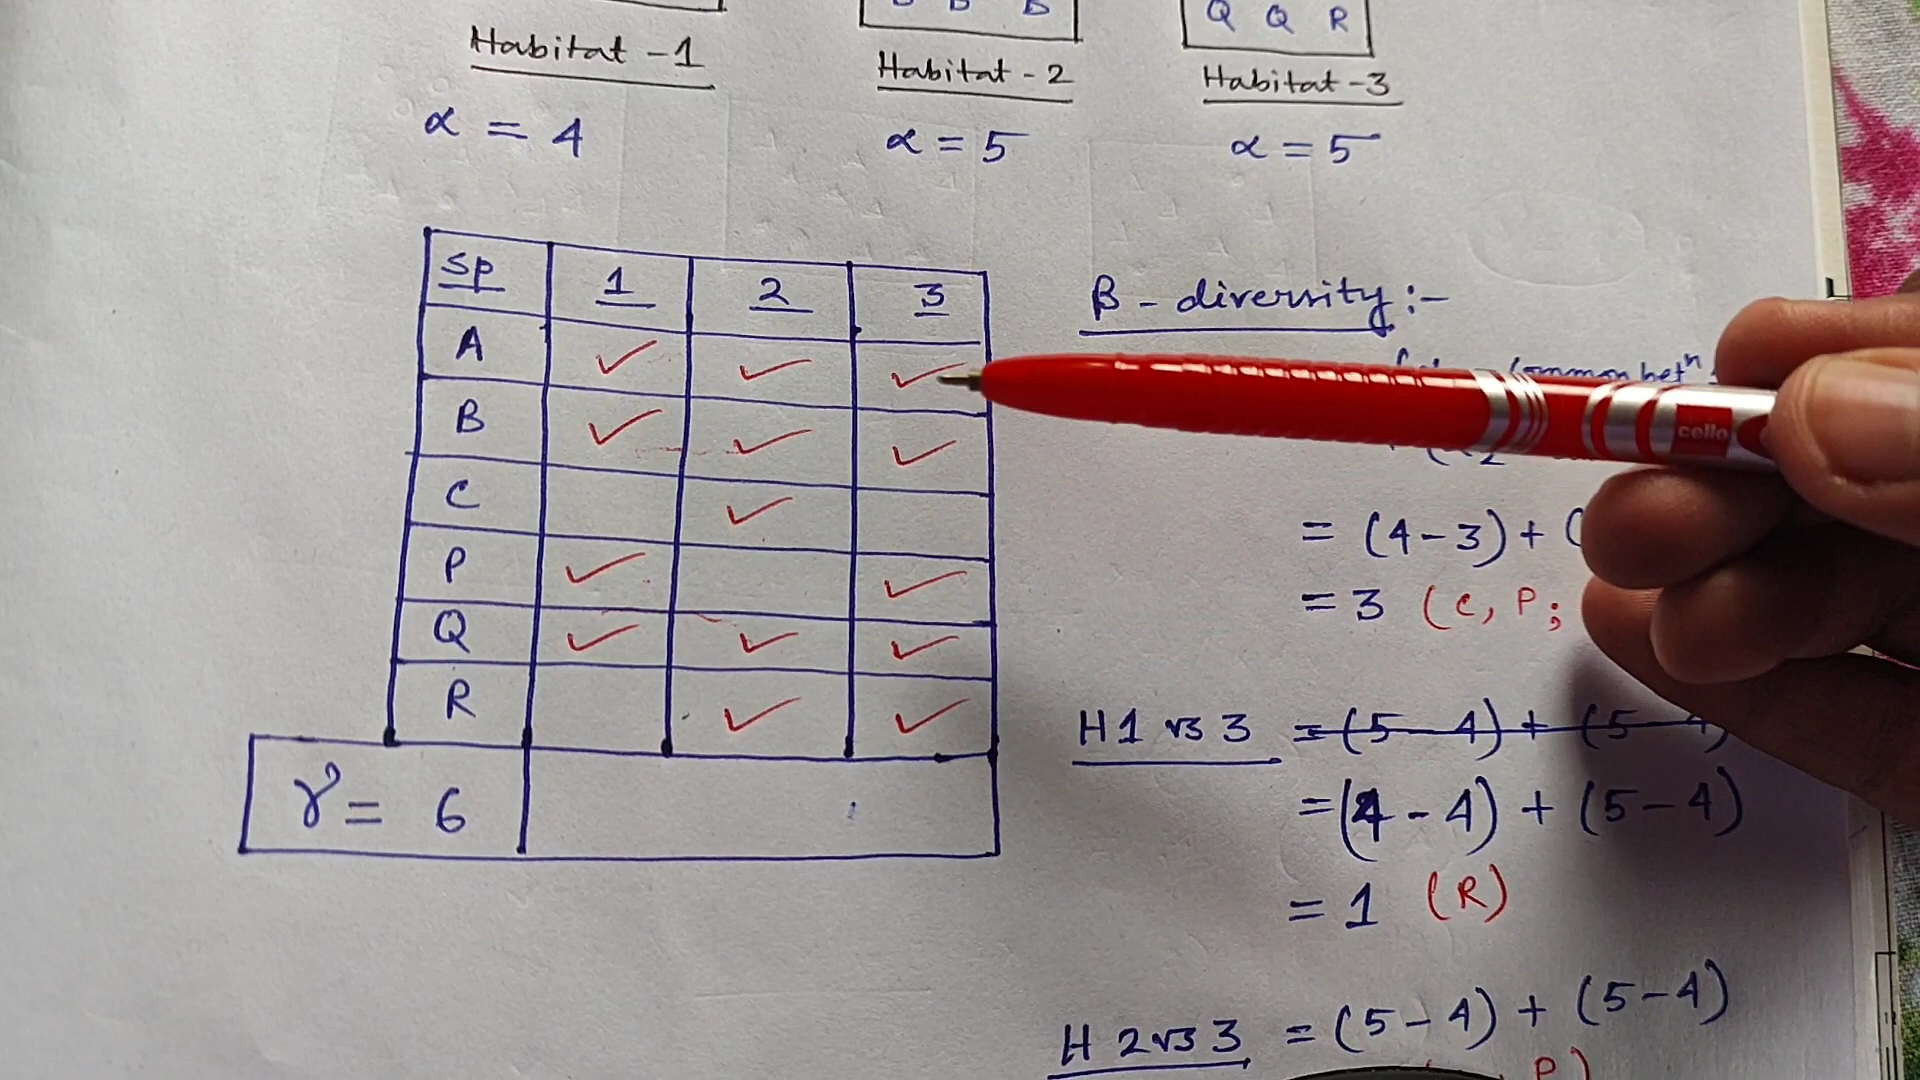 Q Q R
Habitat - 1
Habitat - 2
Habitat - 3
α = 4
α = 5
α = 5
sp 1 2 3
A ✓ ✓ ✓
B ✓ ✓ ✓
C ✓
P ✓ ✓
Q ✓ ✓ ✓
R ✓ ✓
γ = 6
β - diversity :-
common betn
cello
= (4-3) + (
= 3 (C, P;
H1 vs 3 = (5-4) + (5-4)
= (4-4) + (5-4)
= 1 (R)
H 2 vs 3 = (5-4) + (5-4)
P)